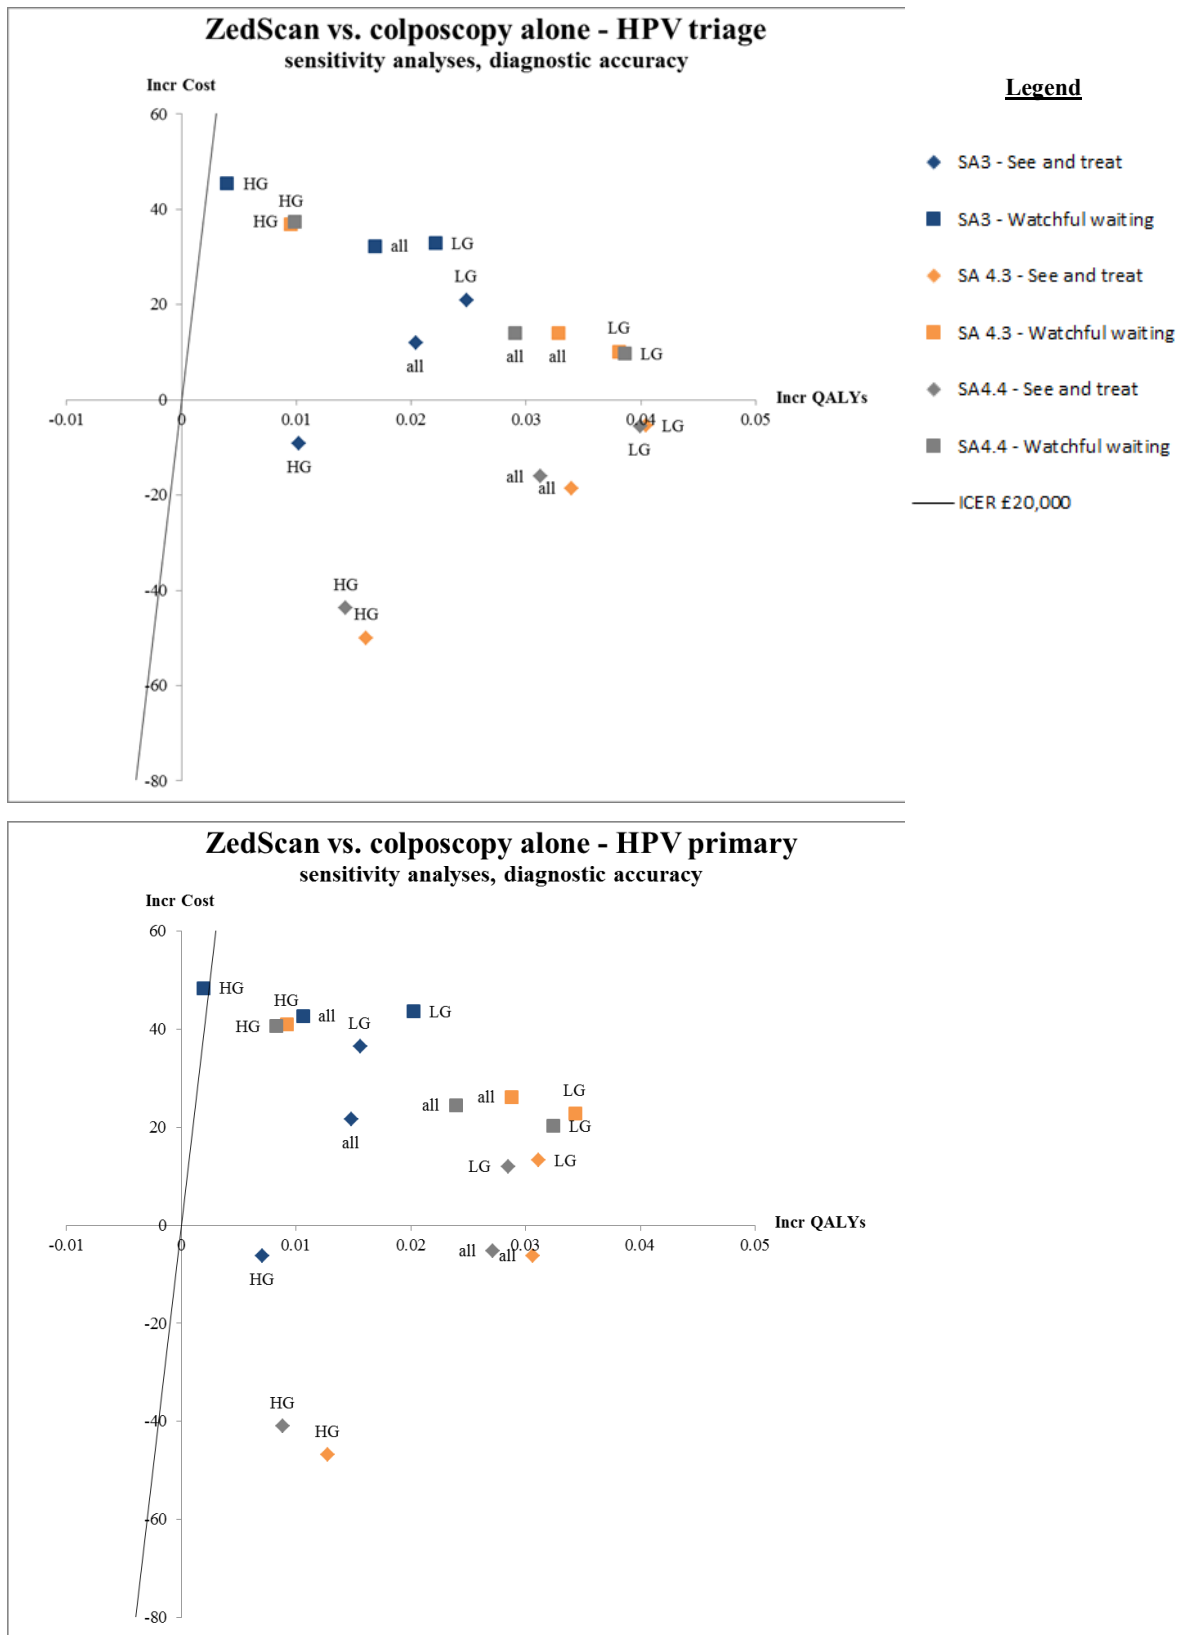 ZedScan vs. colposcopy alone - HPV triage
sensitivity analyses, diagnostic accuracy
Incr Cost
Legend
60
SA3 - See and treat
HG
HG
SA3 - Watchful waiting
40
HG
all
LG
LG
SA 4.3 - See and treat
20
LG
SA 4.3 - Watchful waiting
all
all
all
LG
0
Incr QALYs
SA4.4 - See and treat
-0.01
0
0.01
0.02
0.03
0.04
0.05
LG
LG
SA4.4 - Watchful waiting
HG
all
all
-20
ICER £20,000
HG
-40
HG
-60
-80
ZedScan vs. colposcopy alone - HPV primary
sensitivity analyses, diagnostic accuracy
Incr Cost
60
HG
HG
all
LG
LG
HG
40
all
all
LG
LG
20
all
LG
LG
0
Incr QALYs
-0.01
0
0.01
0.02
0.03
0.04
0.05
all
all
HG
-20
HG
-40
HG
-60
-80